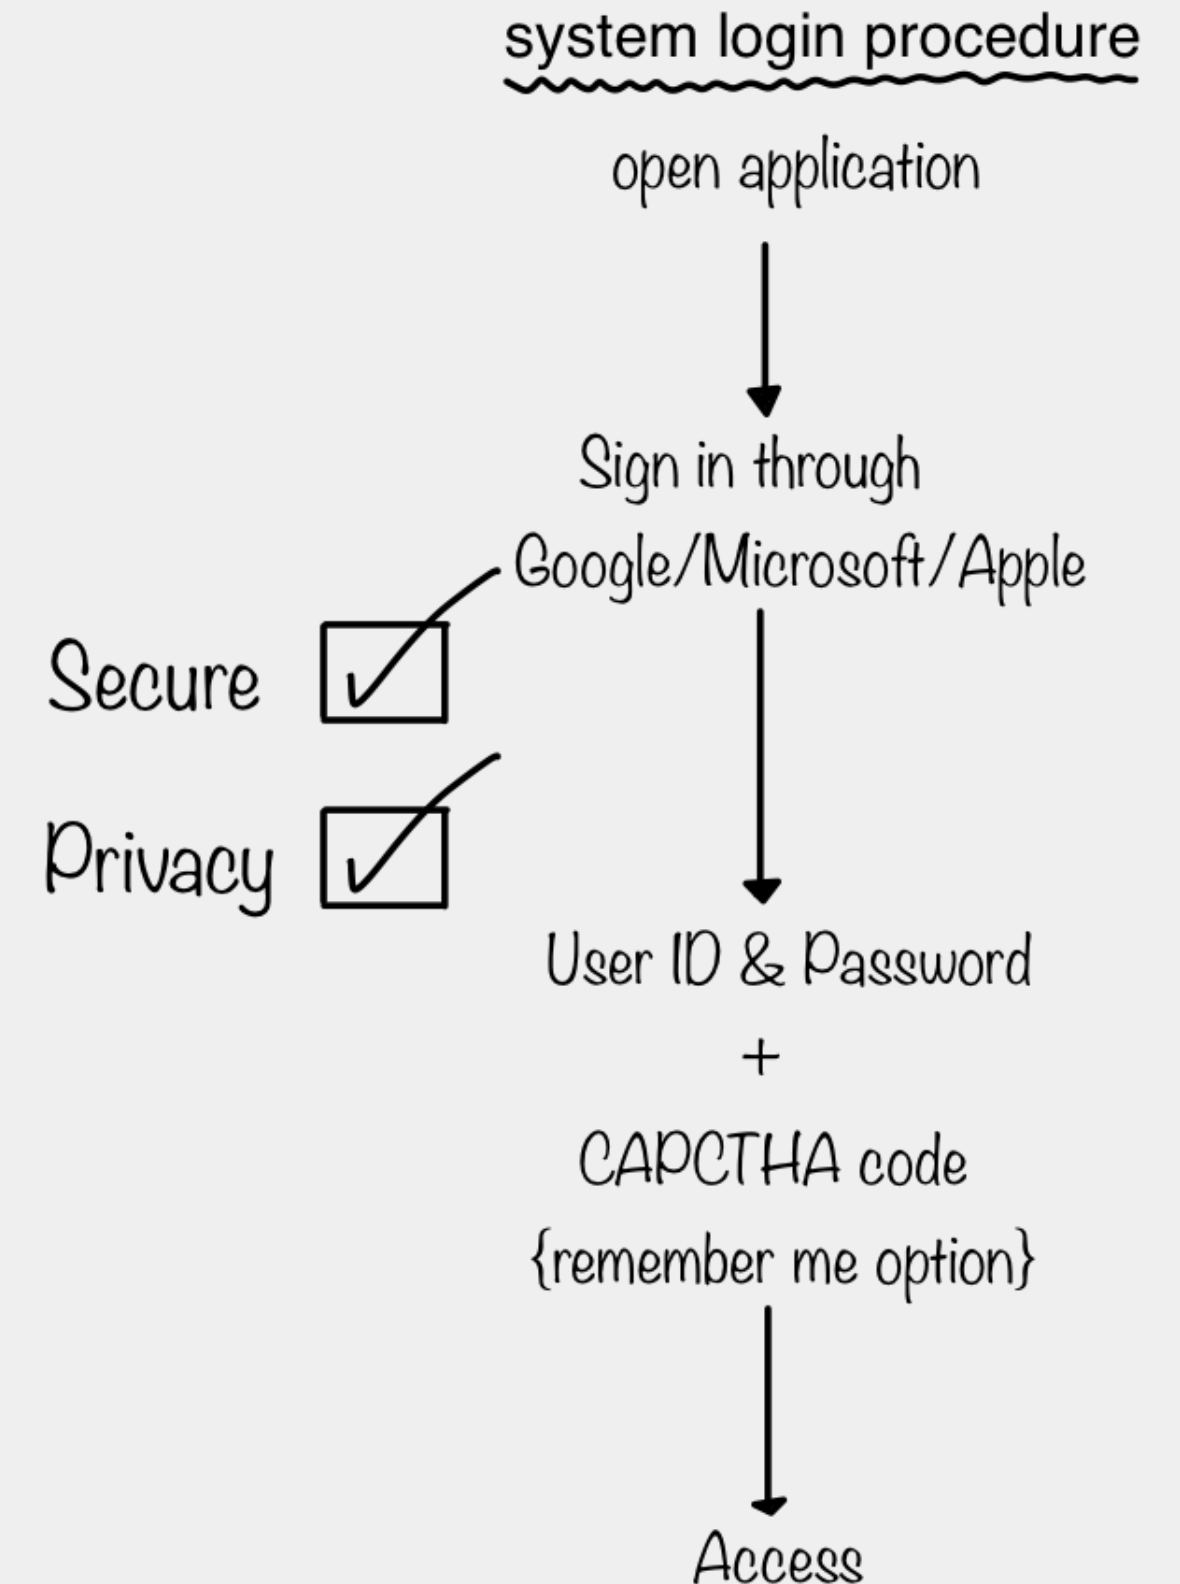 system login procedure
open application
Sign in through
Google/Microsoft/Apple
Secure
Privacy
User ID & Password
+
CAPCTHA code
{remember me option}
Access